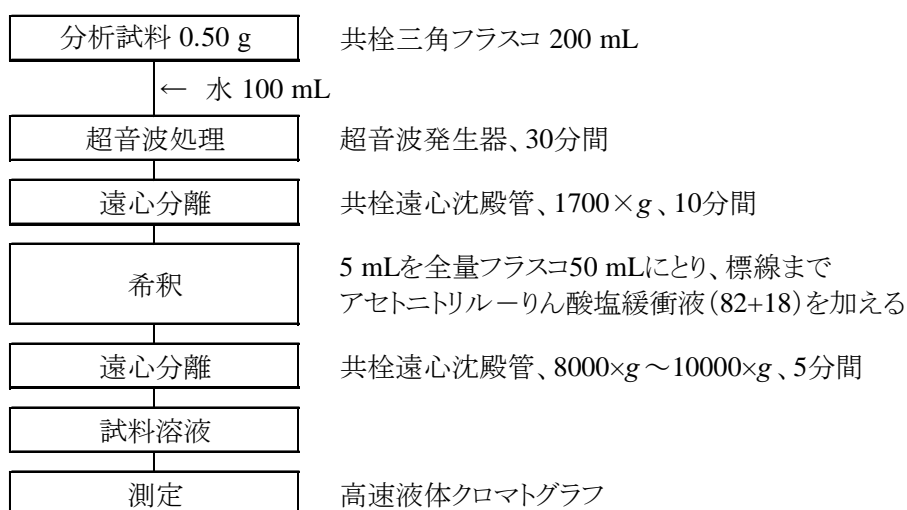 分析試料 0.50 g 共栓三角フラスコ 200 mL
← 水 100 mL
超音波処理 超音波発生器、30分間
遠心分離 共栓遠心沈殿管、1700×g、10分間
希釈 5 mLを全量フラスコ50 mLにとり、標線まで
アセトニトリル－りん酸塩緩衝液(82+18)を加える
遠心分離 共栓遠心沈殿管、8000×g～10000×g、5分間
試料溶液
測定 高速液体クロマトグラフ